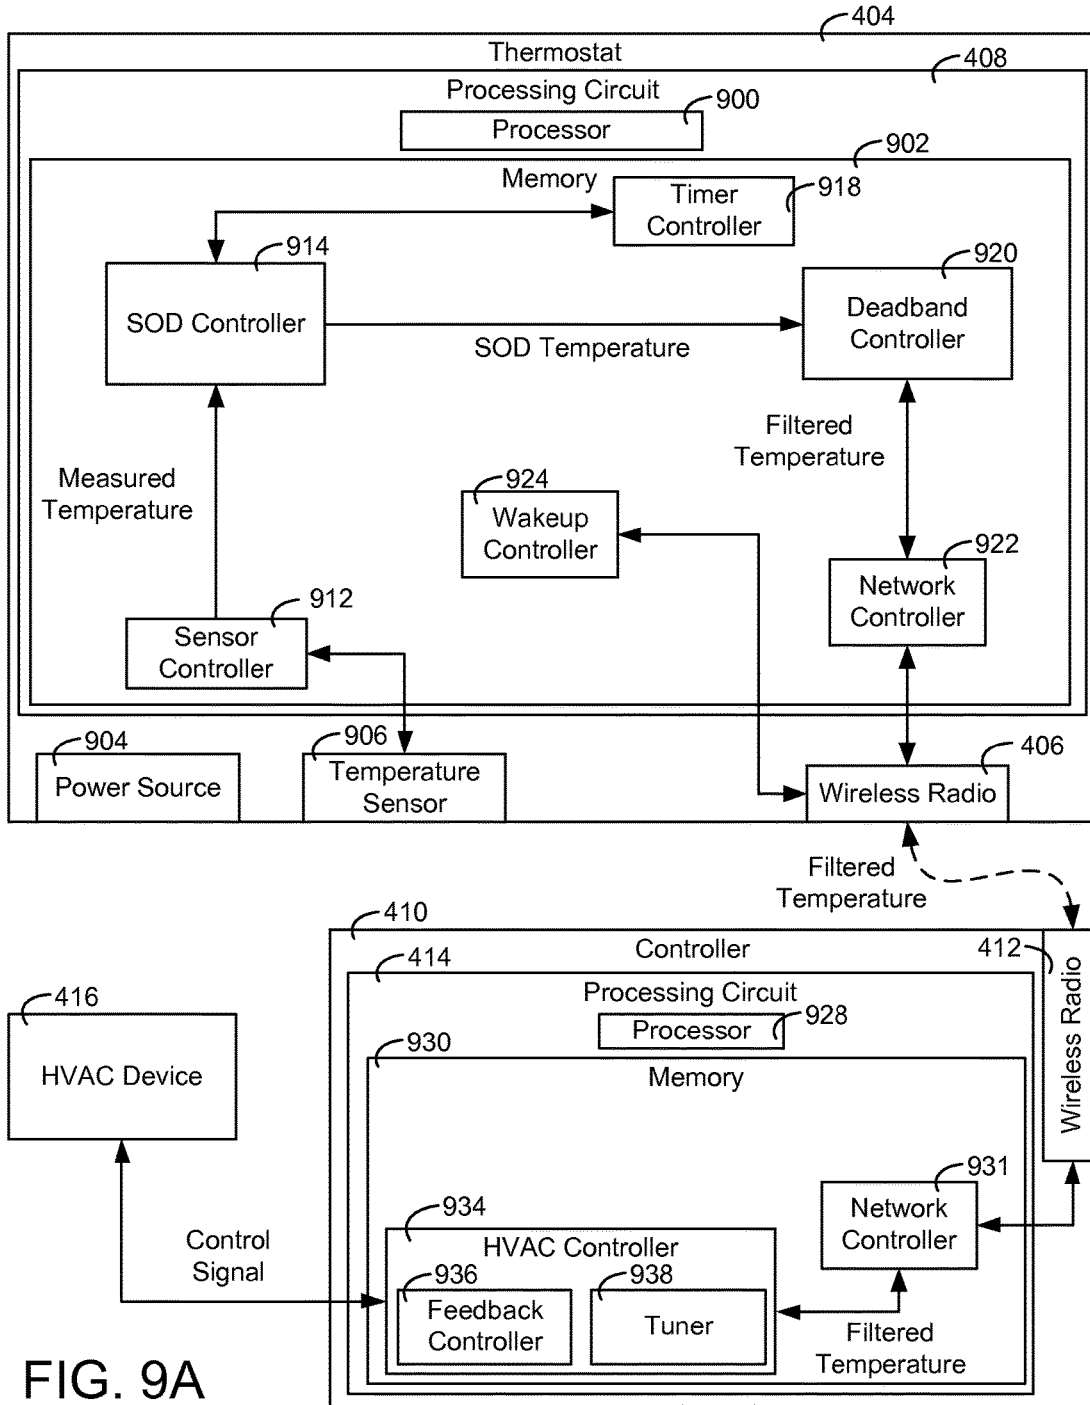 404
Thermostat
408
Processing Circuit
900
Processor
902
Memory
Timer
Controller
918
914
SOD Controller
920
Deadband
Controller
SOD Temperature
Filtered
Temperature
Measured
Temperature
924
Wakeup
Controller
922
Network
Controller
912
Sensor
Controller
904
Power Source
906
Temperature
Sensor
406
Wireless Radio
Filtered
Temperature
410
Controller
412
Wireless Radio
414
Processing Circuit
Processor
928
416
HVAC Device
930
Memory
931
Network
Controller
934
HVAC Controller
Control
Signal
936
Feedback
Controller
938
Tuner
Filtered
Temperature
FIG. 9A